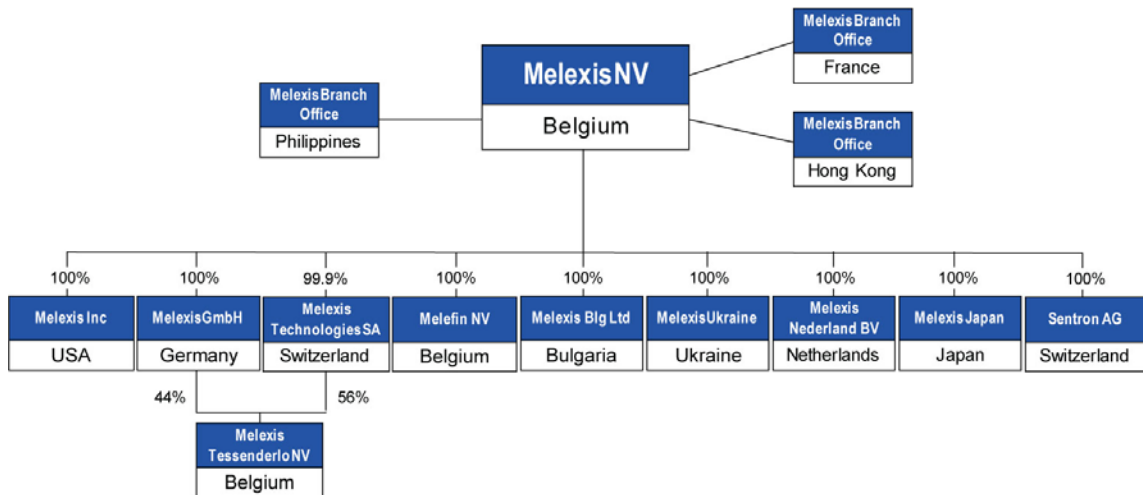 Melexis Branch
Office
France
Melexis NV
Belgium
Melexis Branch
Office
Philippines
Melexis Branch
Office
Hong Kong
100%
100%
99.9%
100%
100%
100%
100%
100%
100%
Melexis Inc
USA
Melexis GmbH
Germany
Melexis
Technologies SA
Switzerland
Melefin NV
Belgium
Melexis Blg Ltd
Bulgaria
Melexis Ukraine
Ukraine
Melexis
Nederland BV
Netherlands
Melexis Japan
Japan
Sentron AG
Switzerland
44%
56%
Melexis
Tessenderlo NV
Belgium